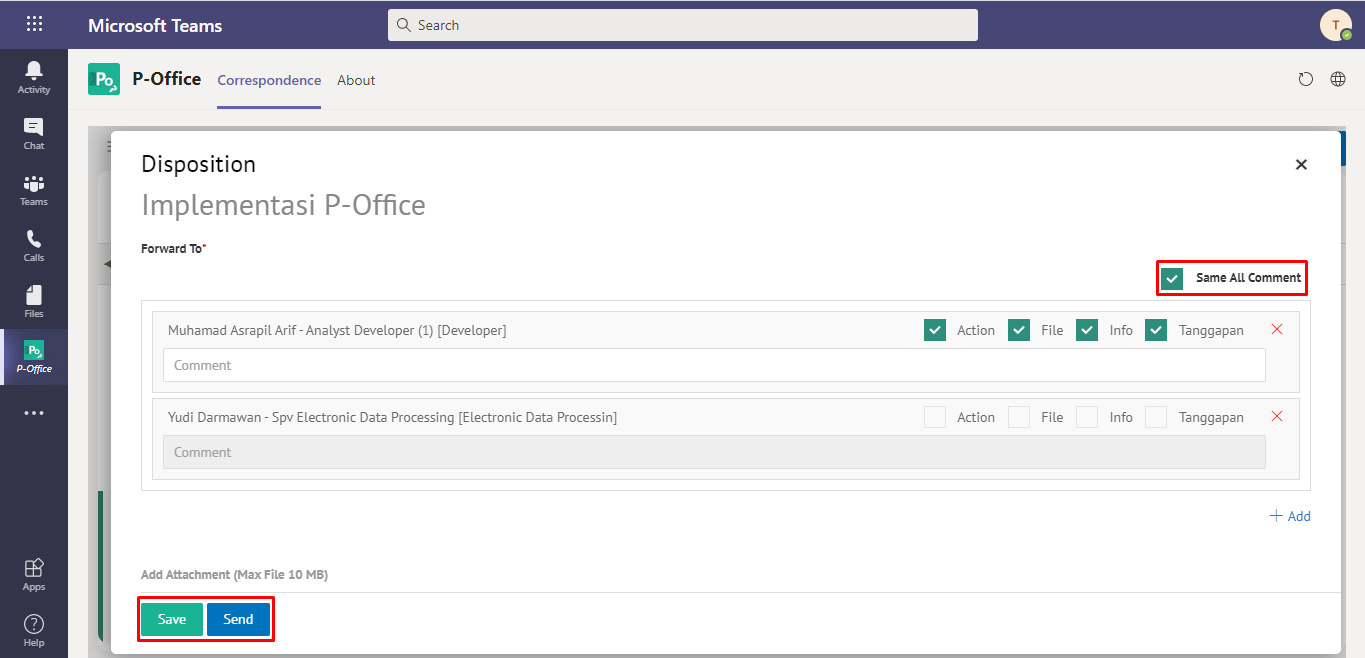 Microsoft Teams
Search
T
Activity
Chat
Teams
Calls
Files
Po
P-Office
Apps
Help
Po
P-Office
Correspondence
About
Disposition
Implementasi P-Office
Forward To*
Same All Comment
Muhamad Asrapil Arif - Analyst Developer (1) [Developer]
Action
File
Info
Tanggapan
Comment
Yudi Darmawan - Spv Electronic Data Processing [Electronic Data Processin]
Action
File
Info
Tanggapan
Comment
Add
Add Attachment (Max File 10 MB)
Save
Send